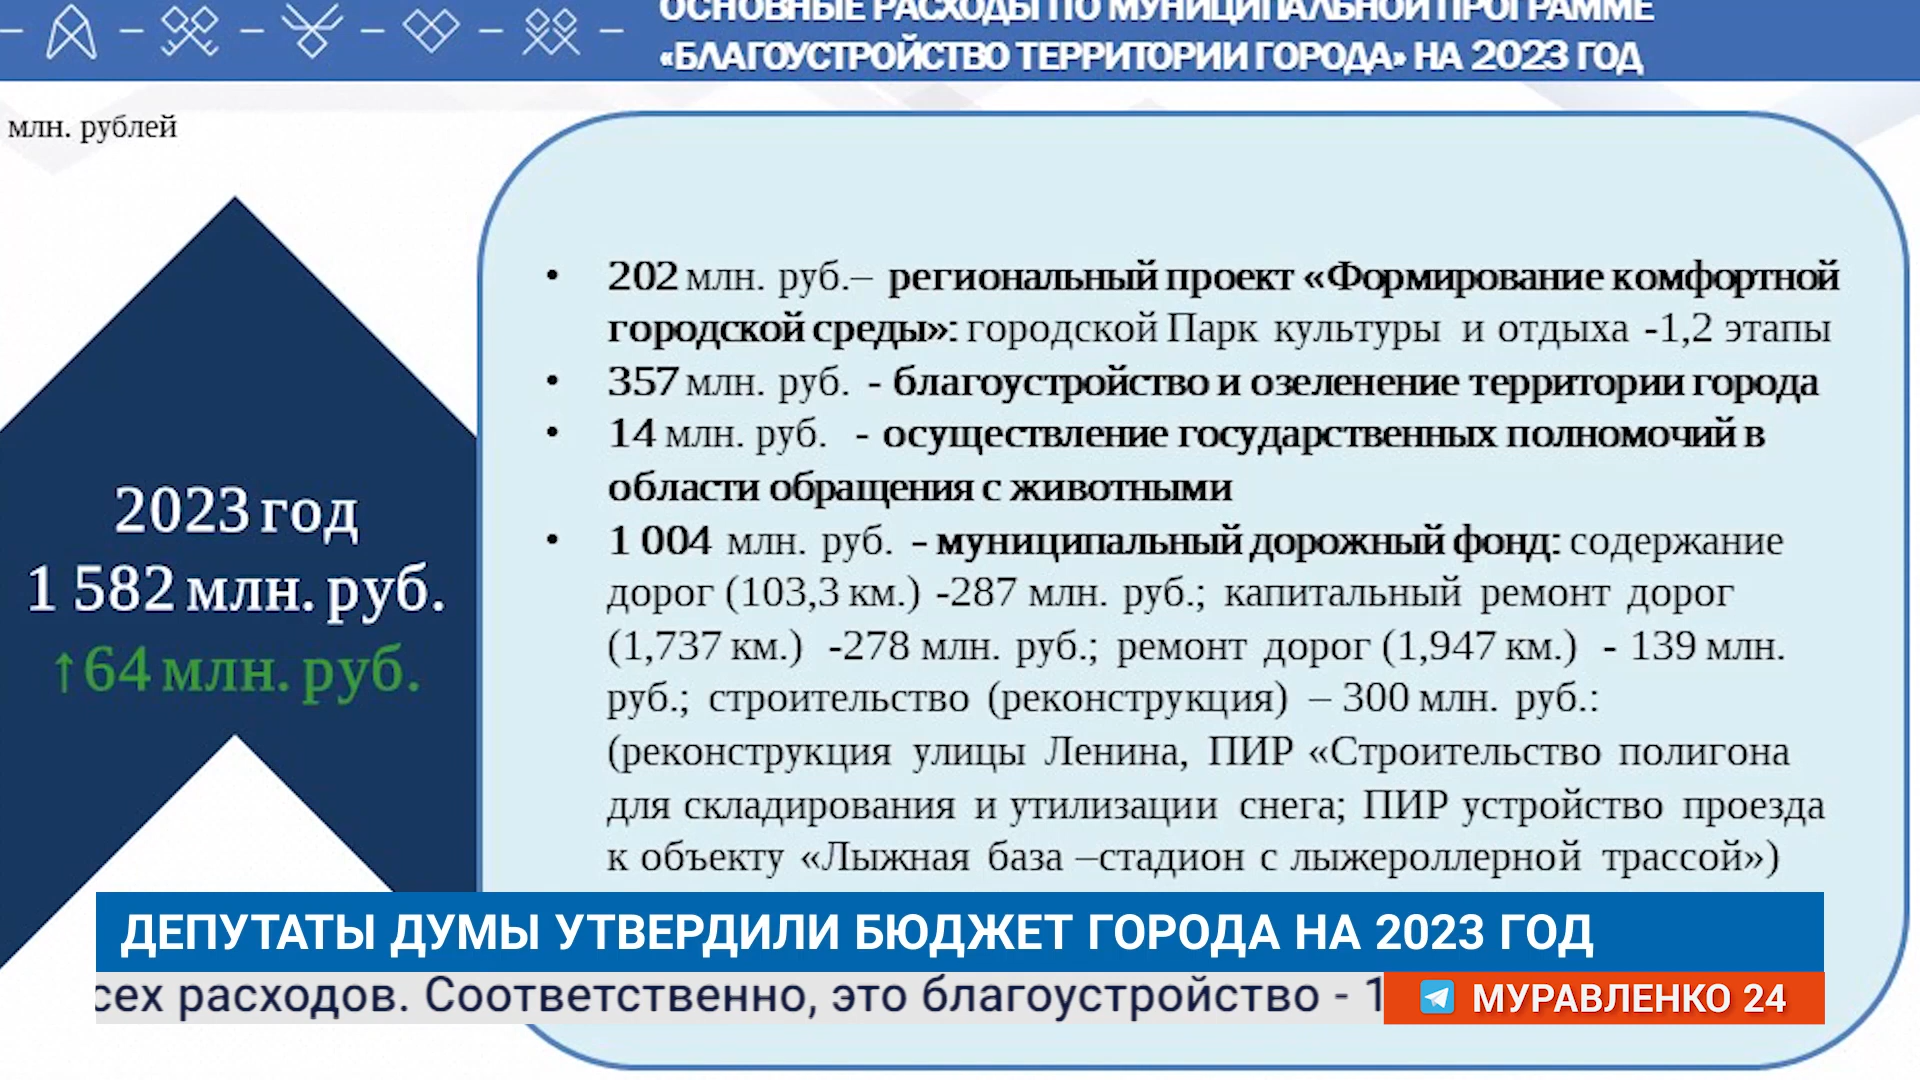 ОСНОВНЫЕ РАСХОДЫ ПО МУНИЦИПАЛЬНОЙ ПРОГРАММЕ
«БЛАГОУСТРОЙСТВО ТЕРРИТОРИИ ГОРОДА» НА 2023 ГОД
млн. рублей
2023 год
1 582 млн. руб.
↑64 млн. руб.
• 202 млн. руб.– региональный проект «Формирование комфортной
городской среды»: городской Парк культуры и отдыха -1,2 этапы
• 357 млн. руб. - благоустройство и озеленение территории города
• 14 млн. руб. - осуществление государственных полномочий в
области обращения с животными
• 1 004 млн. руб. – муниципальный дорожный фонд: содержание
дорог (103,3 км.) -287 млн. руб.; капитальный ремонт дорог
(1,737 км.) -278 млн. руб.; ремонт дорог (1,947 км.) - 139 млн.
руб.; строительство (реконструкция) – 300 млн. руб.:
(реконструкция улицы Ленина, ПИР «Строительство полигона
для складирования и утилизации снега; ПИР устройство проезда
к объекту «Лыжная база –стадион с лыжероллерной трассой»)
ДЕПУТАТЫ ДУМЫ УТВЕРДИЛИ БЮДЖЕТ ГОРОДА НА 2023 ГОД
сех расходов. Соответственно, это благоустройство - 1
МУРАВЛЕНКО 24